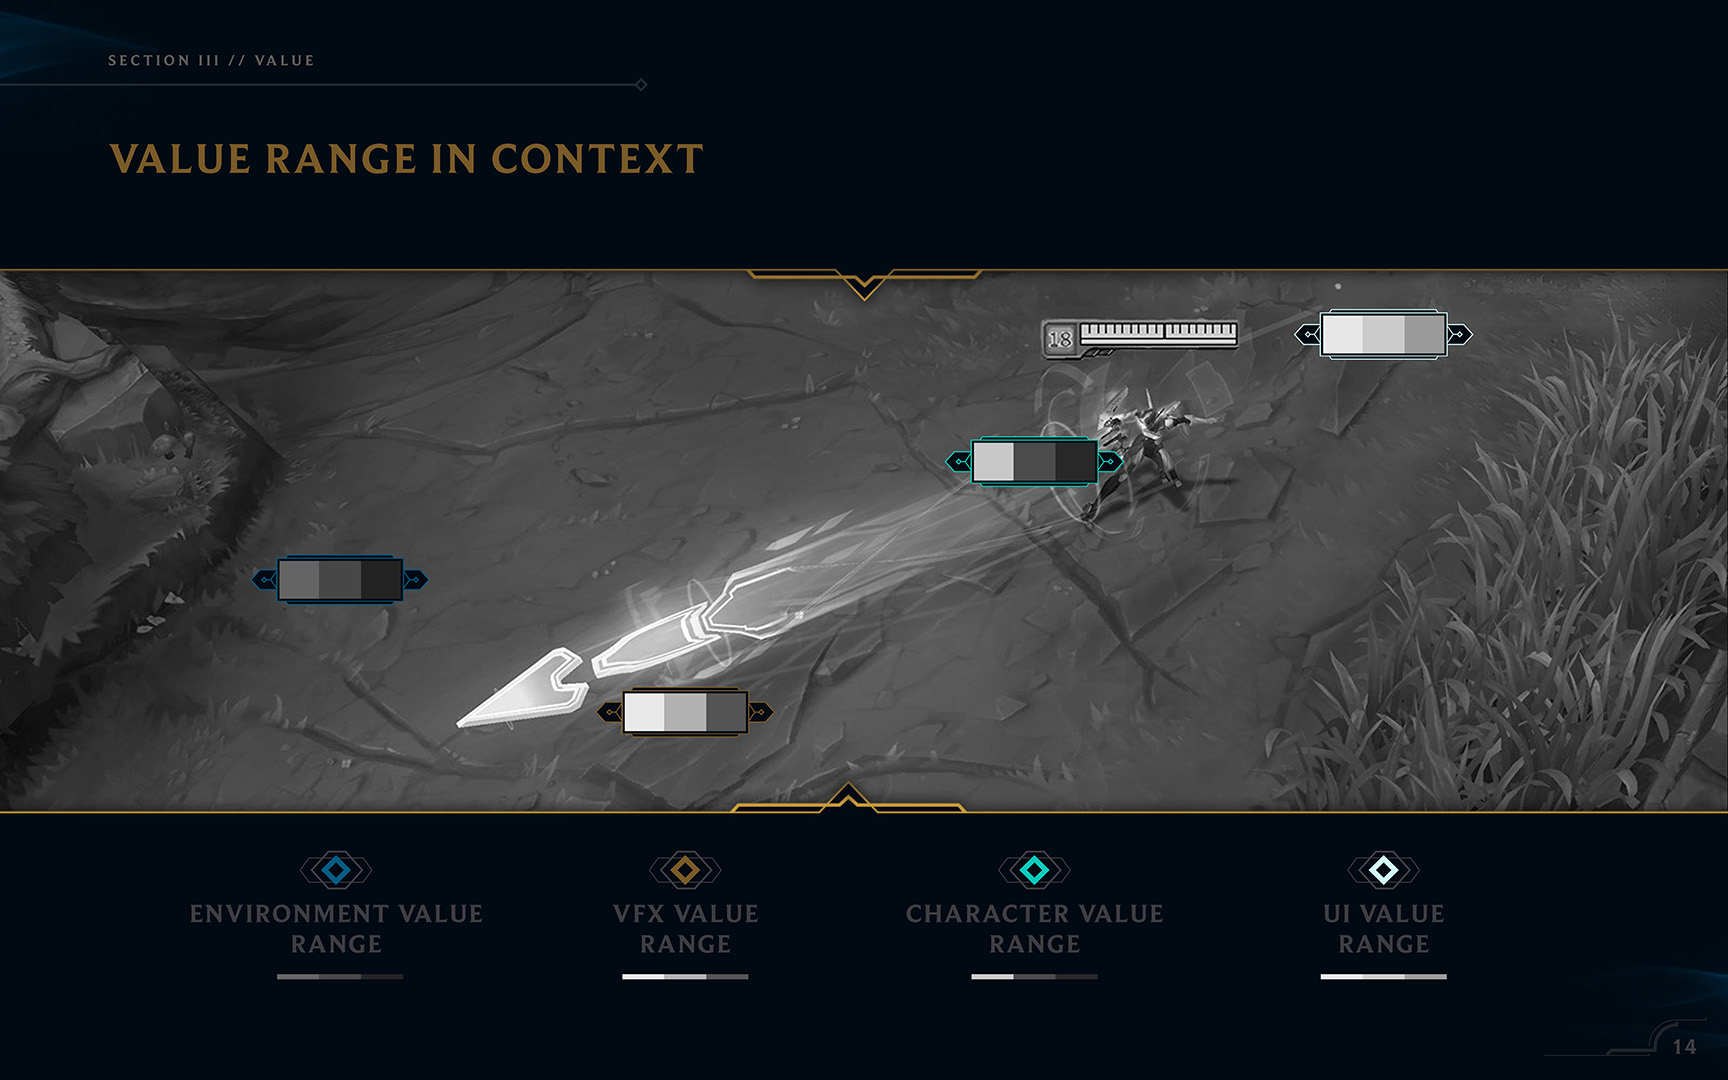 SECTION III // VALUE
VALUE RANGE IN CONTEXT
18
ENVIRONMENT VALUE
RANGE
VFX VALUE
RANGE
CHARACTER VALUE
RANGE
UI VALUE
RANGE
14